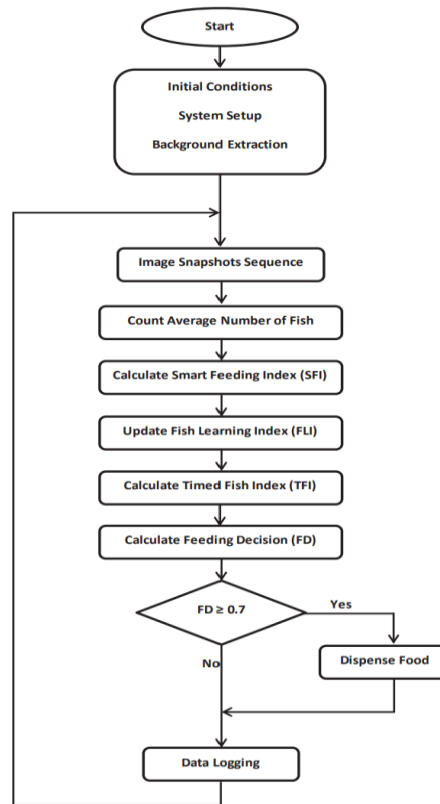 Start
Initial Conditions
System Setup
Background Extraction
Image Snapshots Sequence
Count Average Number of Fish
Calculate Smart Feeding Index (SFI)
Update Fish Learning Index (FLI)
Calculate Timed Fish Index (TFI)
Calculate Feeding Decision (FD)
FD ≥ 0.7
Yes
No
Dispense Food
Data Logging